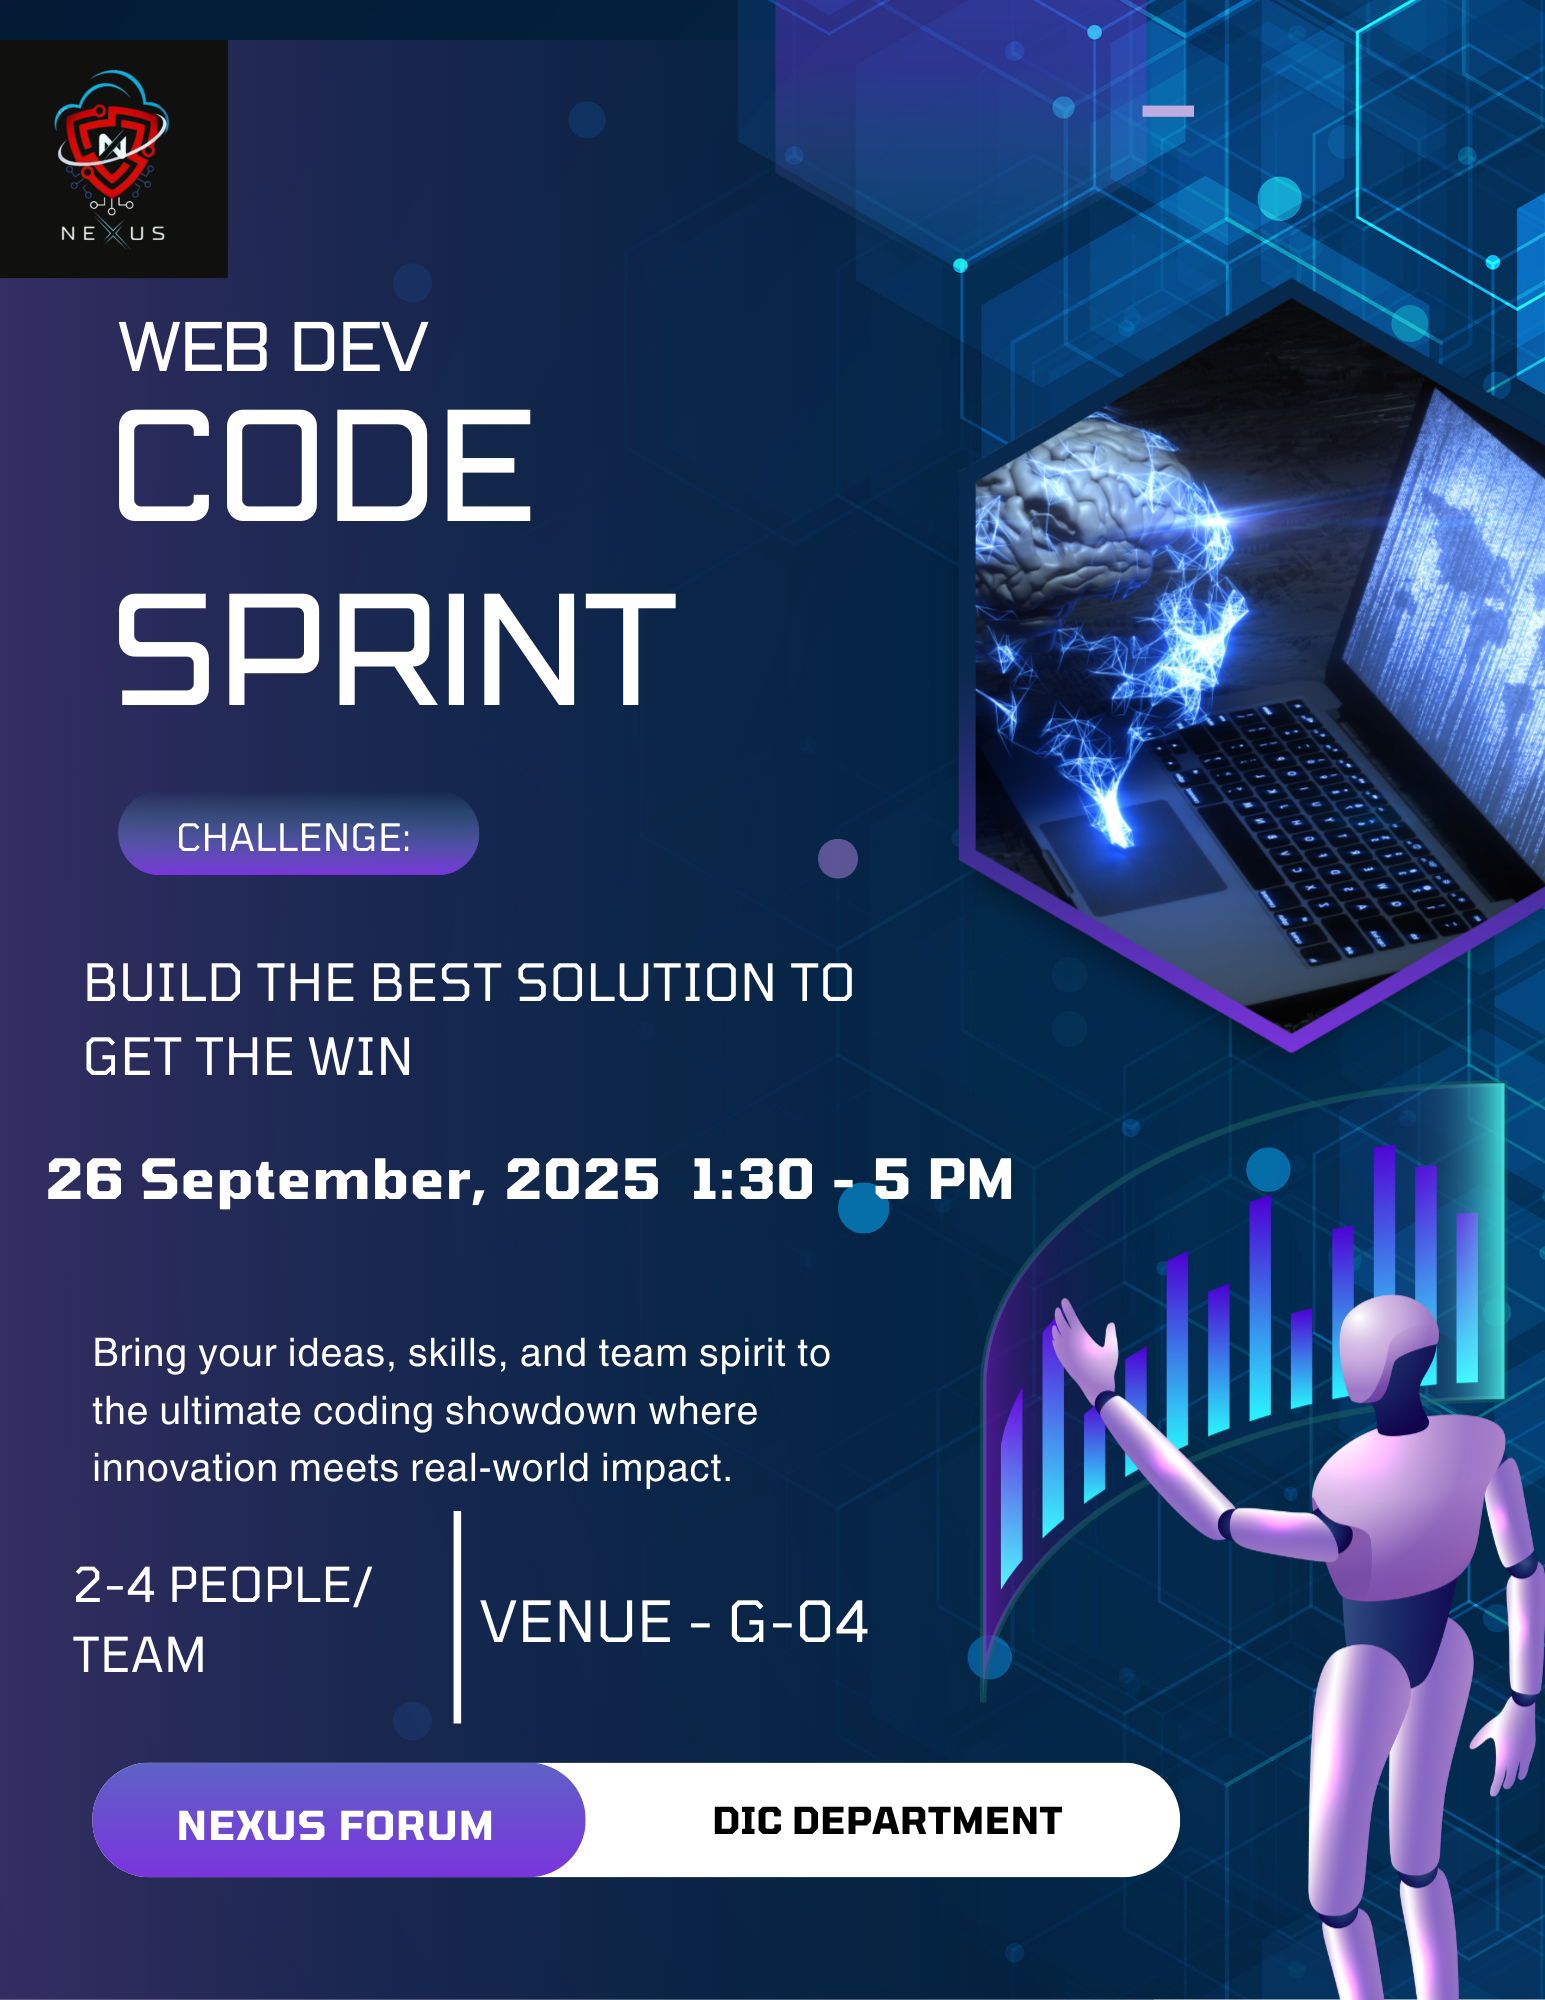 NEXUS
WEB DEV
CODE
SPRINT
CHALLENGE:
BUILD THE BEST SOLUTION TO
GET THE WIN
26 September, 2025 1:30 - 5 PM
Bring your ideas, skills, and team spirit to
the ultimate coding showdown where
innovation meets real-world impact.
2-4 PEOPLE/
TEAM
VENUE - G-04
NEXUS FORUM
DIC DEPARTMENT